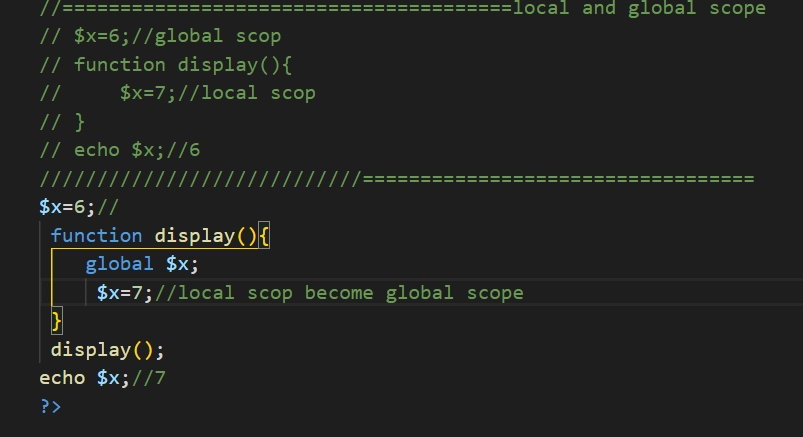 //=======================================local and global scope
// $x=6;//global scop
// function display(){
//     $x=7;//local scop
// }
// echo $x;//6
////////////////////////////==================================
$x=6;//
function display(){
global $x;
$x=7;//local scop become global scope
}
display();
echo $x;//7
?>